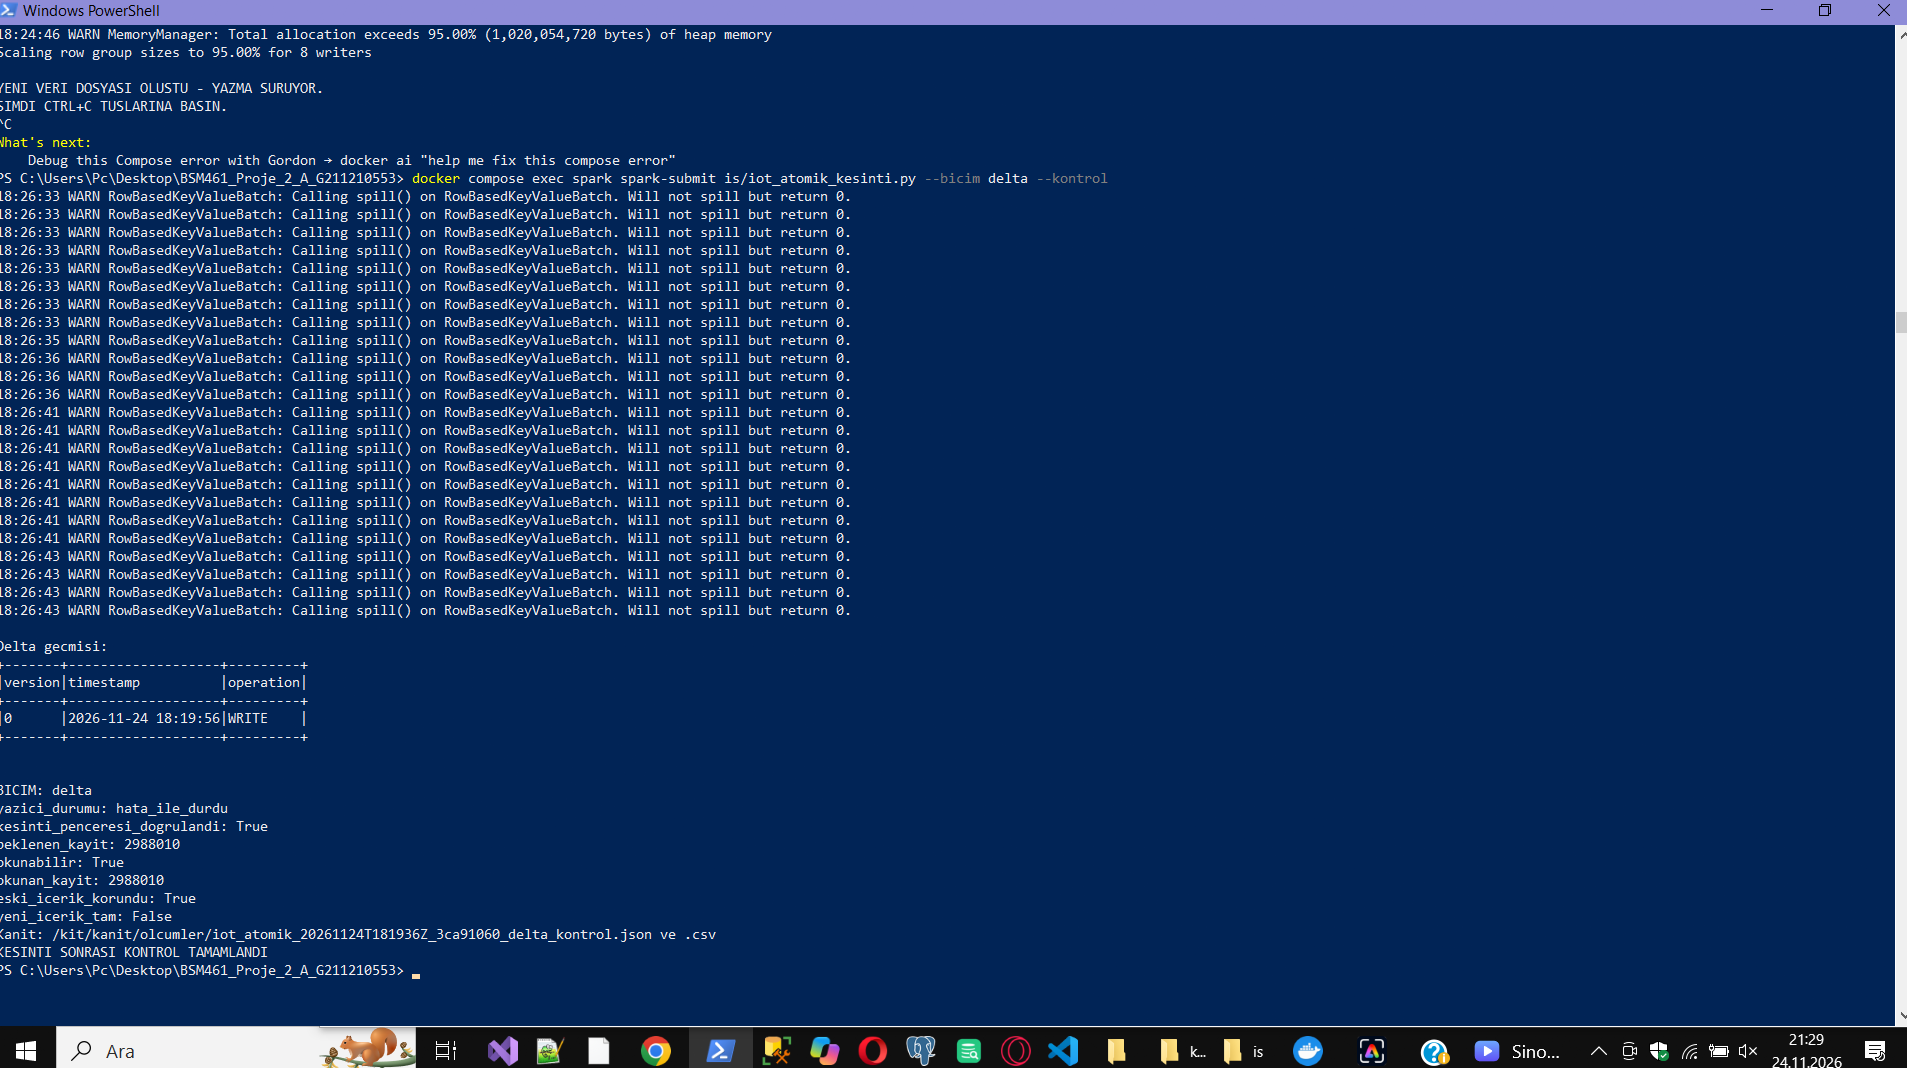 Windows PowerShell
18:24:46 WARN MemoryManager: Total allocation exceeds 95.00% (1,020,054,720 bytes) of heap memory
Scaling row group sizes to 95.00% for 8 writers
YENI VERI DOSYASI OLUSTU - YAZMA SURUYOR.
SIMDI CTRL+C TUSLARINA BASIN.
^C
What's next:
Debug this Compose error with Gordon → docker ai "help me fix this compose error"
PS C:\Users\Pc\Desktop\BSM461_Proje_2_A_G211210553> docker compose exec spark spark-submit is/iot_atomik_kesinti.py --bicim delta --kontrol
18:26:33 WARN RowBasedKeyValueBatch: Calling spill() on RowBasedKeyValueBatch. Will not spill but return 0.
18:26:33 WARN RowBasedKeyValueBatch: Calling spill() on RowBasedKeyValueBatch. Will not spill but return 0.
18:26:33 WARN RowBasedKeyValueBatch: Calling spill() on RowBasedKeyValueBatch. Will not spill but return 0.
18:26:33 WARN RowBasedKeyValueBatch: Calling spill() on RowBasedKeyValueBatch. Will not spill but return 0.
18:26:33 WARN RowBasedKeyValueBatch: Calling spill() on RowBasedKeyValueBatch. Will not spill but return 0.
18:26:33 WARN RowBasedKeyValueBatch: Calling spill() on RowBasedKeyValueBatch. Will not spill but return 0.
18:26:33 WARN RowBasedKeyValueBatch: Calling spill() on RowBasedKeyValueBatch. Will not spill but return 0.
18:26:33 WARN RowBasedKeyValueBatch: Calling spill() on RowBasedKeyValueBatch. Will not spill but return 0.
18:26:35 WARN RowBasedKeyValueBatch: Calling spill() on RowBasedKeyValueBatch. Will not spill but return 0.
18:26:36 WARN RowBasedKeyValueBatch: Calling spill() on RowBasedKeyValueBatch. Will not spill but return 0.
18:26:36 WARN RowBasedKeyValueBatch: Calling spill() on RowBasedKeyValueBatch. Will not spill but return 0.
18:26:36 WARN RowBasedKeyValueBatch: Calling spill() on RowBasedKeyValueBatch. Will not spill but return 0.
18:26:41 WARN RowBasedKeyValueBatch: Calling spill() on RowBasedKeyValueBatch. Will not spill but return 0.
18:26:41 WARN RowBasedKeyValueBatch: Calling spill() on RowBasedKeyValueBatch. Will not spill but return 0.
18:26:41 WARN RowBasedKeyValueBatch: Calling spill() on RowBasedKeyValueBatch. Will not spill but return 0.
18:26:41 WARN RowBasedKeyValueBatch: Calling spill() on RowBasedKeyValueBatch. Will not spill but return 0.
18:26:41 WARN RowBasedKeyValueBatch: Calling spill() on RowBasedKeyValueBatch. Will not spill but return 0.
18:26:41 WARN RowBasedKeyValueBatch: Calling spill() on RowBasedKeyValueBatch. Will not spill but return 0.
18:26:41 WARN RowBasedKeyValueBatch: Calling spill() on RowBasedKeyValueBatch. Will not spill but return 0.
18:26:41 WARN RowBasedKeyValueBatch: Calling spill() on RowBasedKeyValueBatch. Will not spill but return 0.
18:26:43 WARN RowBasedKeyValueBatch: Calling spill() on RowBasedKeyValueBatch. Will not spill but return 0.
18:26:43 WARN RowBasedKeyValueBatch: Calling spill() on RowBasedKeyValueBatch. Will not spill but return 0.
18:26:43 WARN RowBasedKeyValueBatch: Calling spill() on RowBasedKeyValueBatch. Will not spill but return 0.
18:26:43 WARN RowBasedKeyValueBatch: Calling spill() on RowBasedKeyValueBatch. Will not spill but return 0.
Delta gecmisi:
+-------+-------------------+---------+
|version|timestamp          |operation|
+-------+-------------------+---------+
|0      |2026-11-24 18:19:56|WRITE    |
+-------+-------------------+---------+
BICIM: delta
yazici_durumu: hata_ile_durdu
kesinti_penceresi_dogrulandi: True
beklenen_kayit: 2988010
okunabilir: True
okunan_kayit: 2988010
eski_icerik_korundu: True
yeni_icerik_tam: False
Kanit: /kit/kanit/olcumler/iot_atomik_20261124T181936Z_3ca91060_delta_kontrol.json ve .csv
KESINTI SONRASI KONTROL TAMAMLANDI
PS C:\Users\Pc\Desktop\BSM461_Proje_2_A_G211210553>
Ara
k...
is
Sino...
21:29
24.11.2026